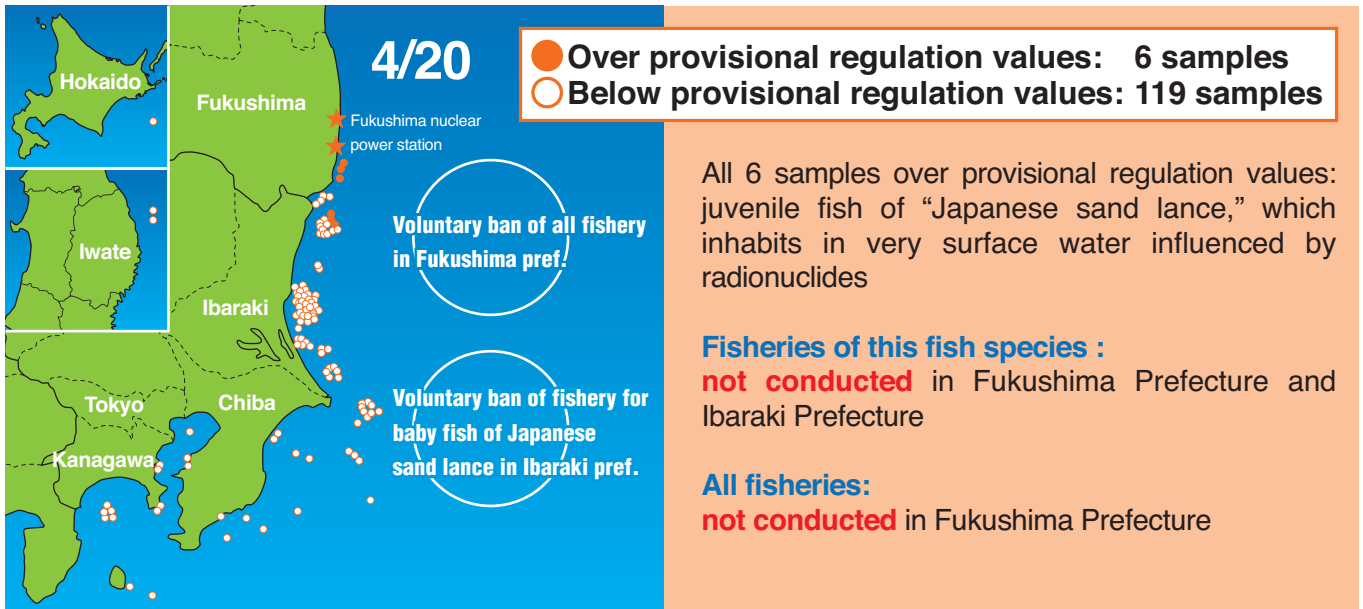 Hokaido
Iwate
Fukushima
4/20
Fukushima nuclear
power station
Voluntary ban of all fishery
in Fukushima pref.
Ibaraki
Voluntary ban of fishery for
baby fish of Japanese
sand lance in Ibaraki pref.
Tokyo
Chiba
Kanagawa
Over provisional regulation values: 6 samples
Below provisional regulation values: 119 samples
All 6 samples over provisional regulation values:
juvenile fish of “Japanese sand lance,” which
inhabits in very surface water influenced by
radionuclides
Fisheries of this fish species :
not conducted in Fukushima Prefecture and
Ibaraki Prefecture
All fisheries:
not conducted in Fukushima Prefecture